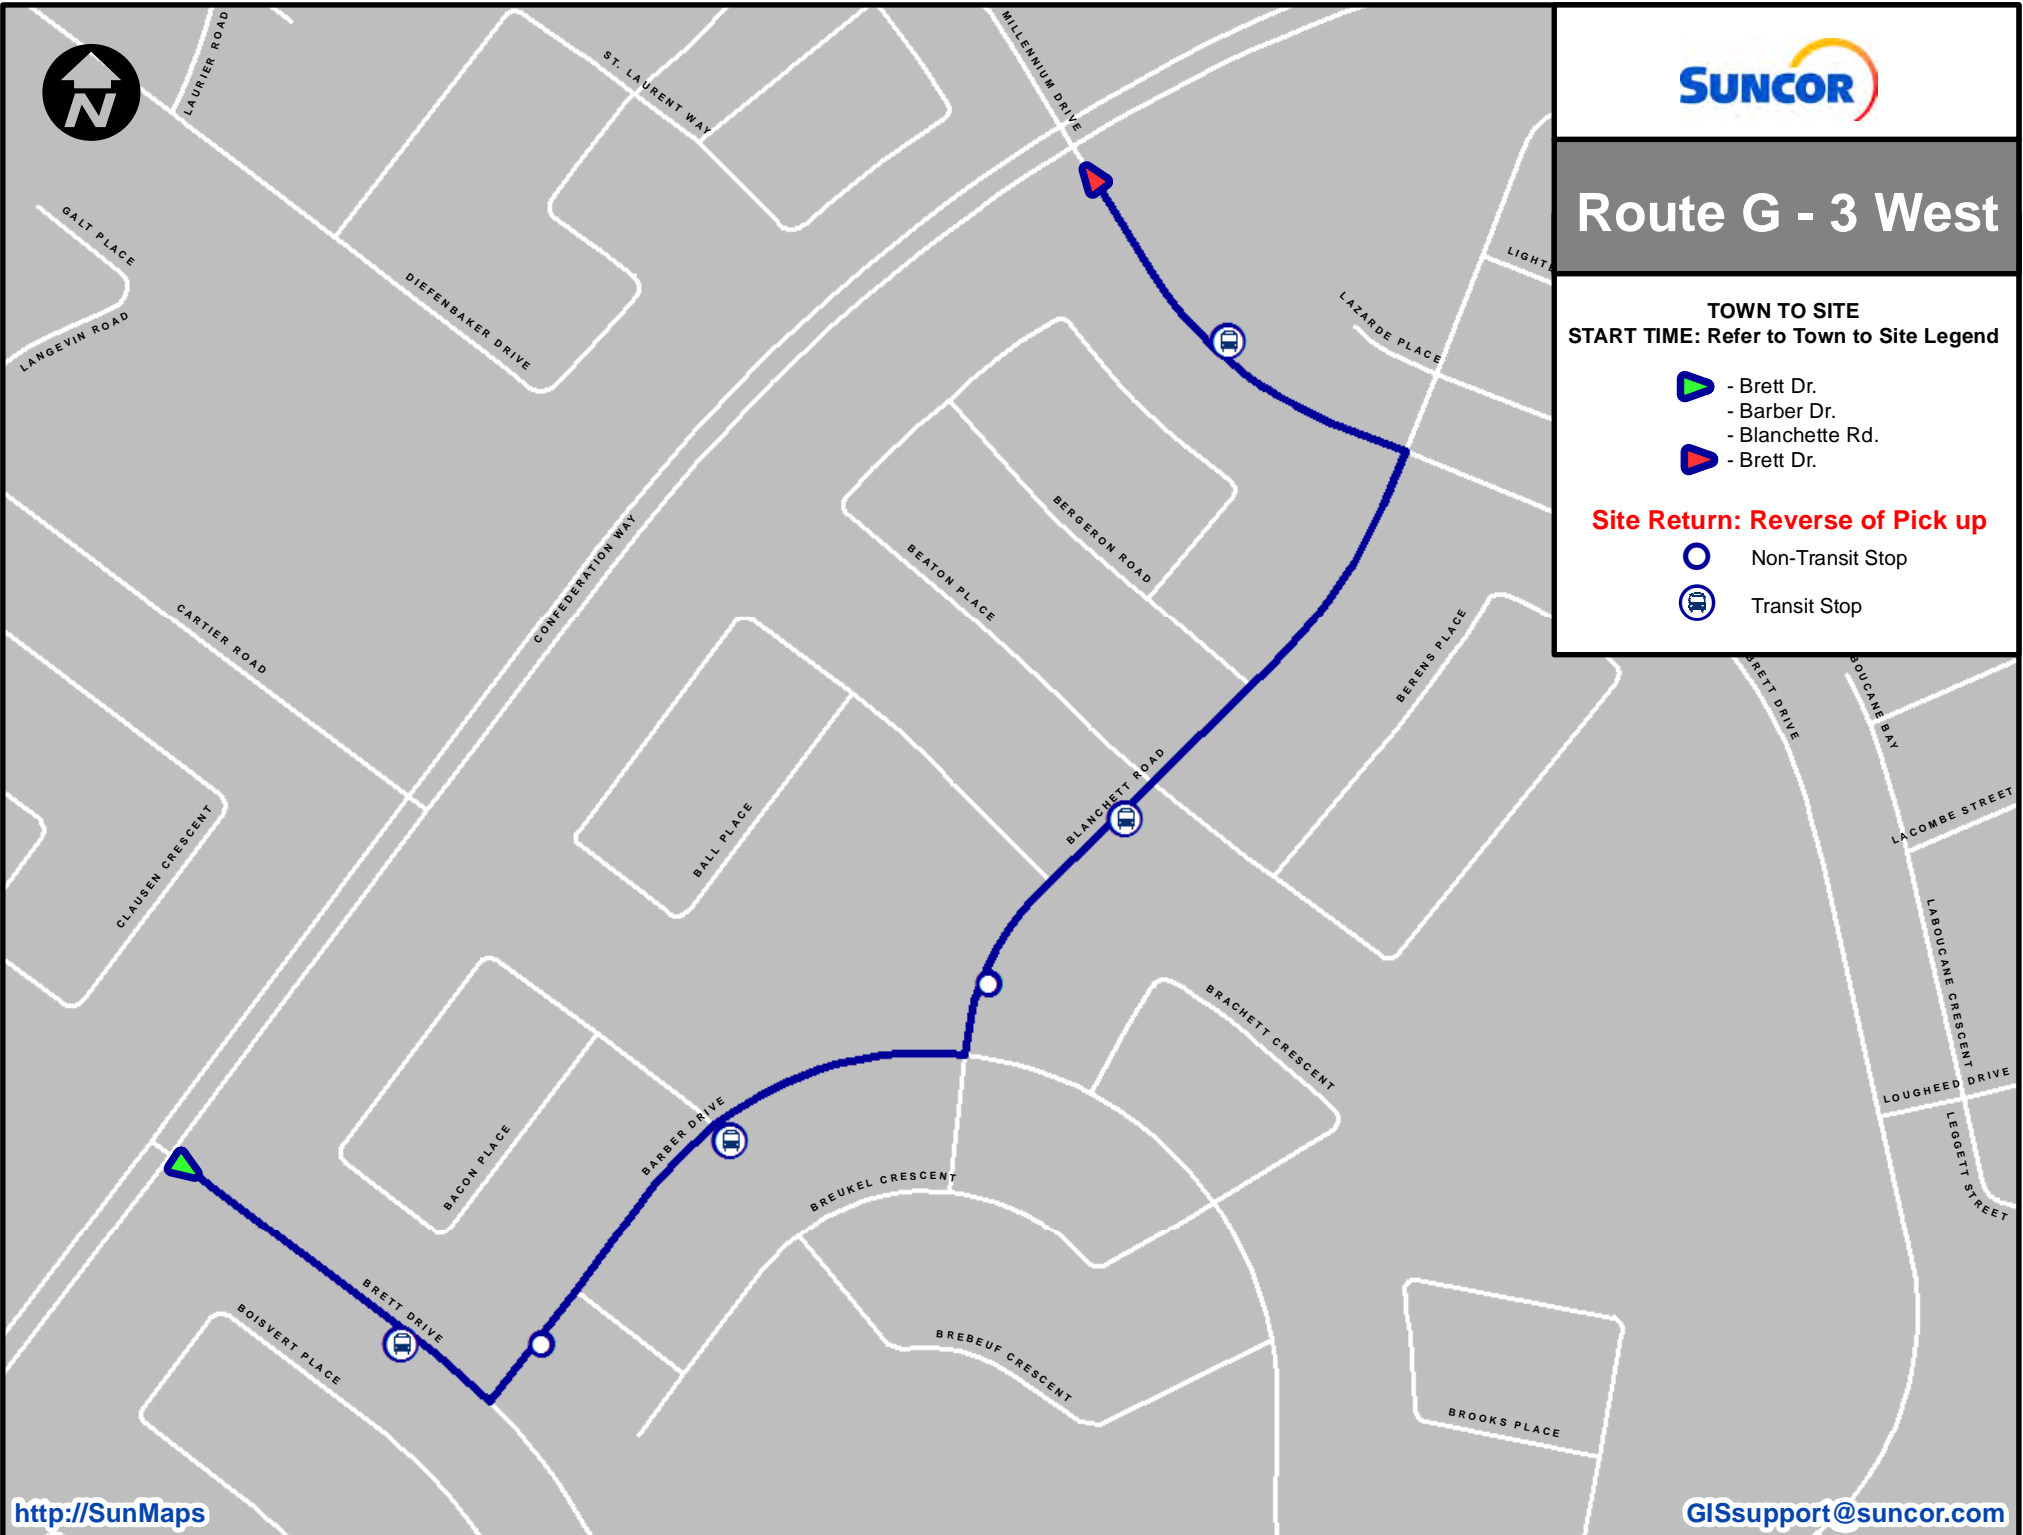 SUNCOR
Route G - 3 West
TOWN TO SITE
START TIME: Refer to Town to Site Legend
- Brett Dr.
- Barber Dr.
- Blanchette Rd.
- Brett Dr.
Site Return: Reverse of Pick up
Non-Transit Stop
Transit Stop
N
LAURIER ROAD
ST. LAURENT WAY
MILLENNIUM DRIVE
GALT PLACE
LANGEVIN ROAD
DIEFENBAKER DRIVE
LAZARDE PLACE
CONFEDERATION WAY
CARTIER ROAD
CLAUSEN CRESCENT
BERGERON ROAD
BEATON PLACE
BERENS PLACE
BRETT DRIVE
BOUCANE BAY
LACOMBE STREET
LABOUCANE CRESCENT
LOUGHEED DRIVE
LEGGETT STREET
BLANCHETT ROAD
BALL PLACE
BRACHETT CRESCENT
BARBER DRIVE
BACON PLACE
BREUKEL CRESCENT
BRETT DRIVE
BOISVERT PLACE
BREBEUF CRESCENT
BROOKS PLACE
http://SunMaps
GISsupport@suncor.com